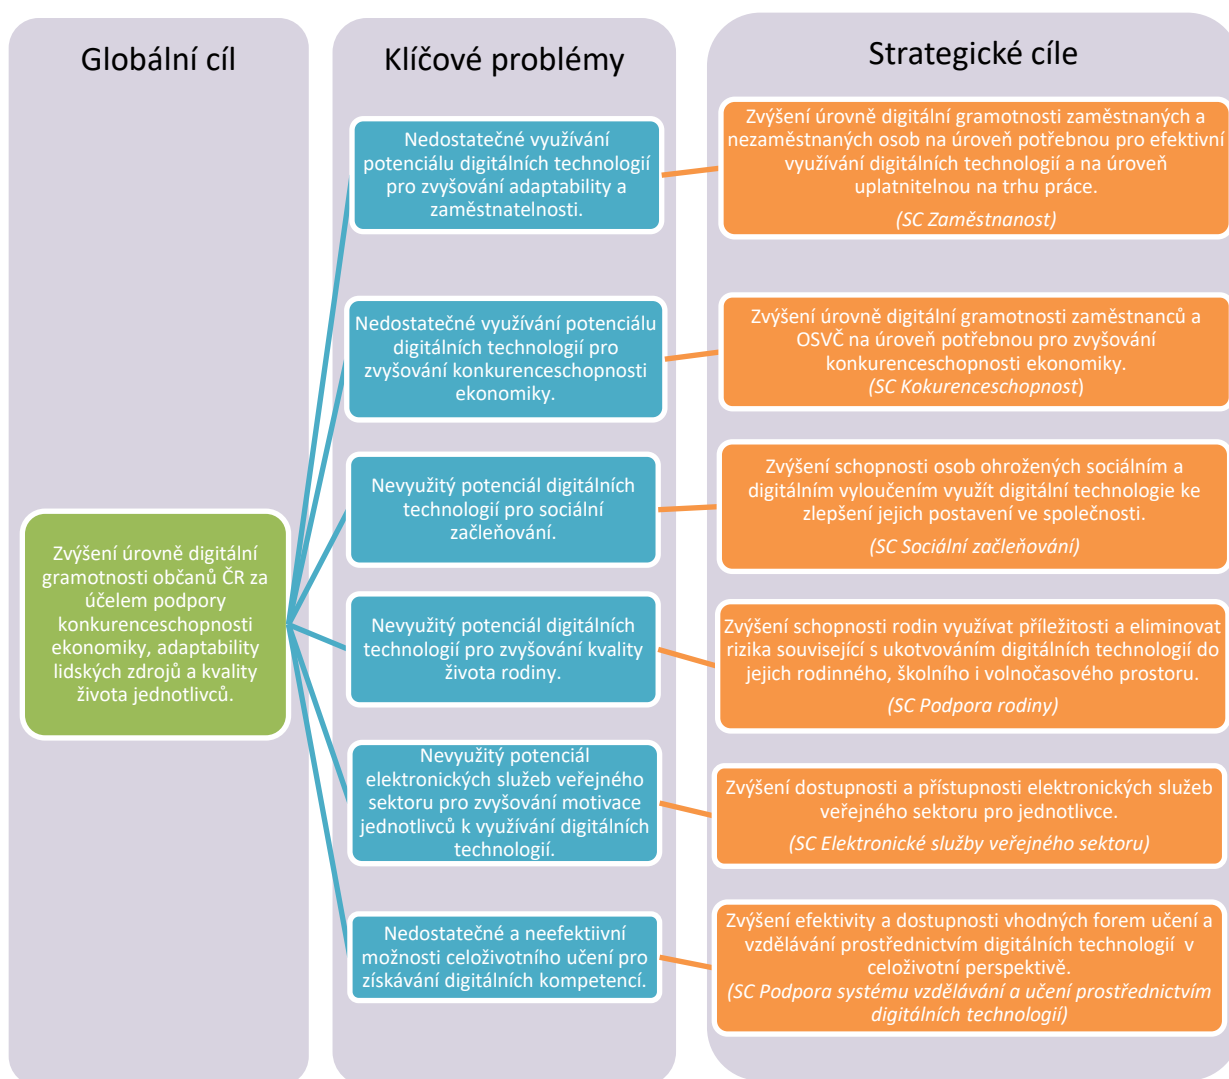 Globální cíl
Zvýšení úrovně digitální
gramotnosti občanů ČR za
účelem podpory
konkurenceschopnosti
ekonomiky, adaptability
lidských zdrojů a kvality
života jednotlivců.
Klíčové problémy
Nedostatečné využívání
potenciálu digitálních technologií
pro zvyšování adaptability a
zaměstnatelnosti.
Nedostatečné využívání potenciálu
digitálních technologií pro
zvyšování konkurenceschopnosti
ekonomiky.
Nevyužitý potenciál digitálních
technologií pro sociální
začleňování.
Nevyužitý potenciál digitálních
technologií pro zvyšování kvality
života rodiny.
Nevyužitý potenciál
elektronických služeb veřejného
sektoru pro zvyšování motivace
jednotlivců k využívání digitálních
technologií.
Nedostatečné a neefektiivní
možnosti celoživotního učení pro
získávání digitálních kompetencí.
Strategické cíle
Zvýšení úrovně digitální gramotnosti zaměstnaných a
nezaměstnaných osob na úroveň potřebnou pro efektivní
využívání digitálních technologií a na úroveň
uplatnitelnou na trhu práce.
(SC Zaměstnanost)
Zvýšení úrovně digitální gramotnosti zaměstnanců a
OSVČ na úroveň potřebnou pro zvyšování
konkurenceschopnosti ekonomiky.
(SC Kokurenceschopnost)
Zvýšení schopnosti osob ohrožených sociálním a
digitálním vyloučením využít digitální technologie ke
zlepšení jejich postavení ve společnosti.
(SC Sociální začleňování)
Zvýšení schopnosti rodin využívat příležitosti a eliminovat
rizika související s ukotvováním digitálních technologií do
jejich rodinného, školního i volnočasového prostoru.
(SC Podpora rodiny)
Zvýšení dostupnosti a přístupnosti elektronických služeb
veřejného sektoru pro jednotlivce.
(SC Elektronické služby veřejného sektoru)
Zvýšení efektivity a dostupnosti vhodných forem učení a
vzdělávání prostřednictvím digitálních technologií v
celoživotní perspektivě.
(SC Podpora systému vzdělávání a učení prostřednictvím
digitálních technologií)